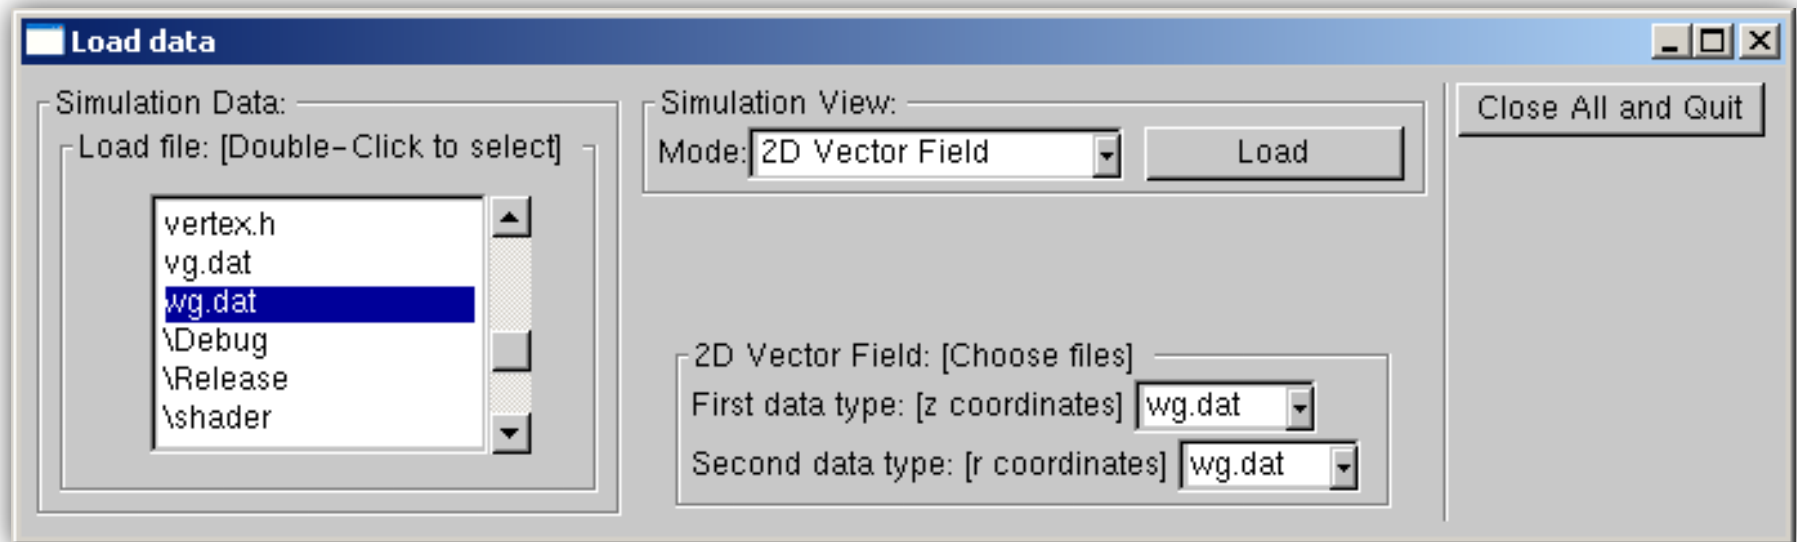 Load data
Simulation Data:
Load file: [Double-Click to select]
vertex.h
vg.dat
wg.dat
\Debug
\Release
\shader
Simulation View:
Mode: 2D Vector Field
Load
2D Vector Field: [Choose files]
First data type: [z coordinates] wg.dat
Second data type: [r coordinates] wg.dat
Close All and Quit